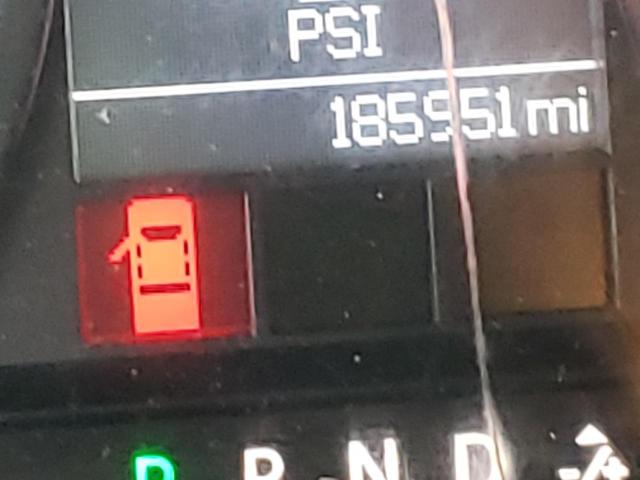 PSI
185951 mi
P R N D -/+